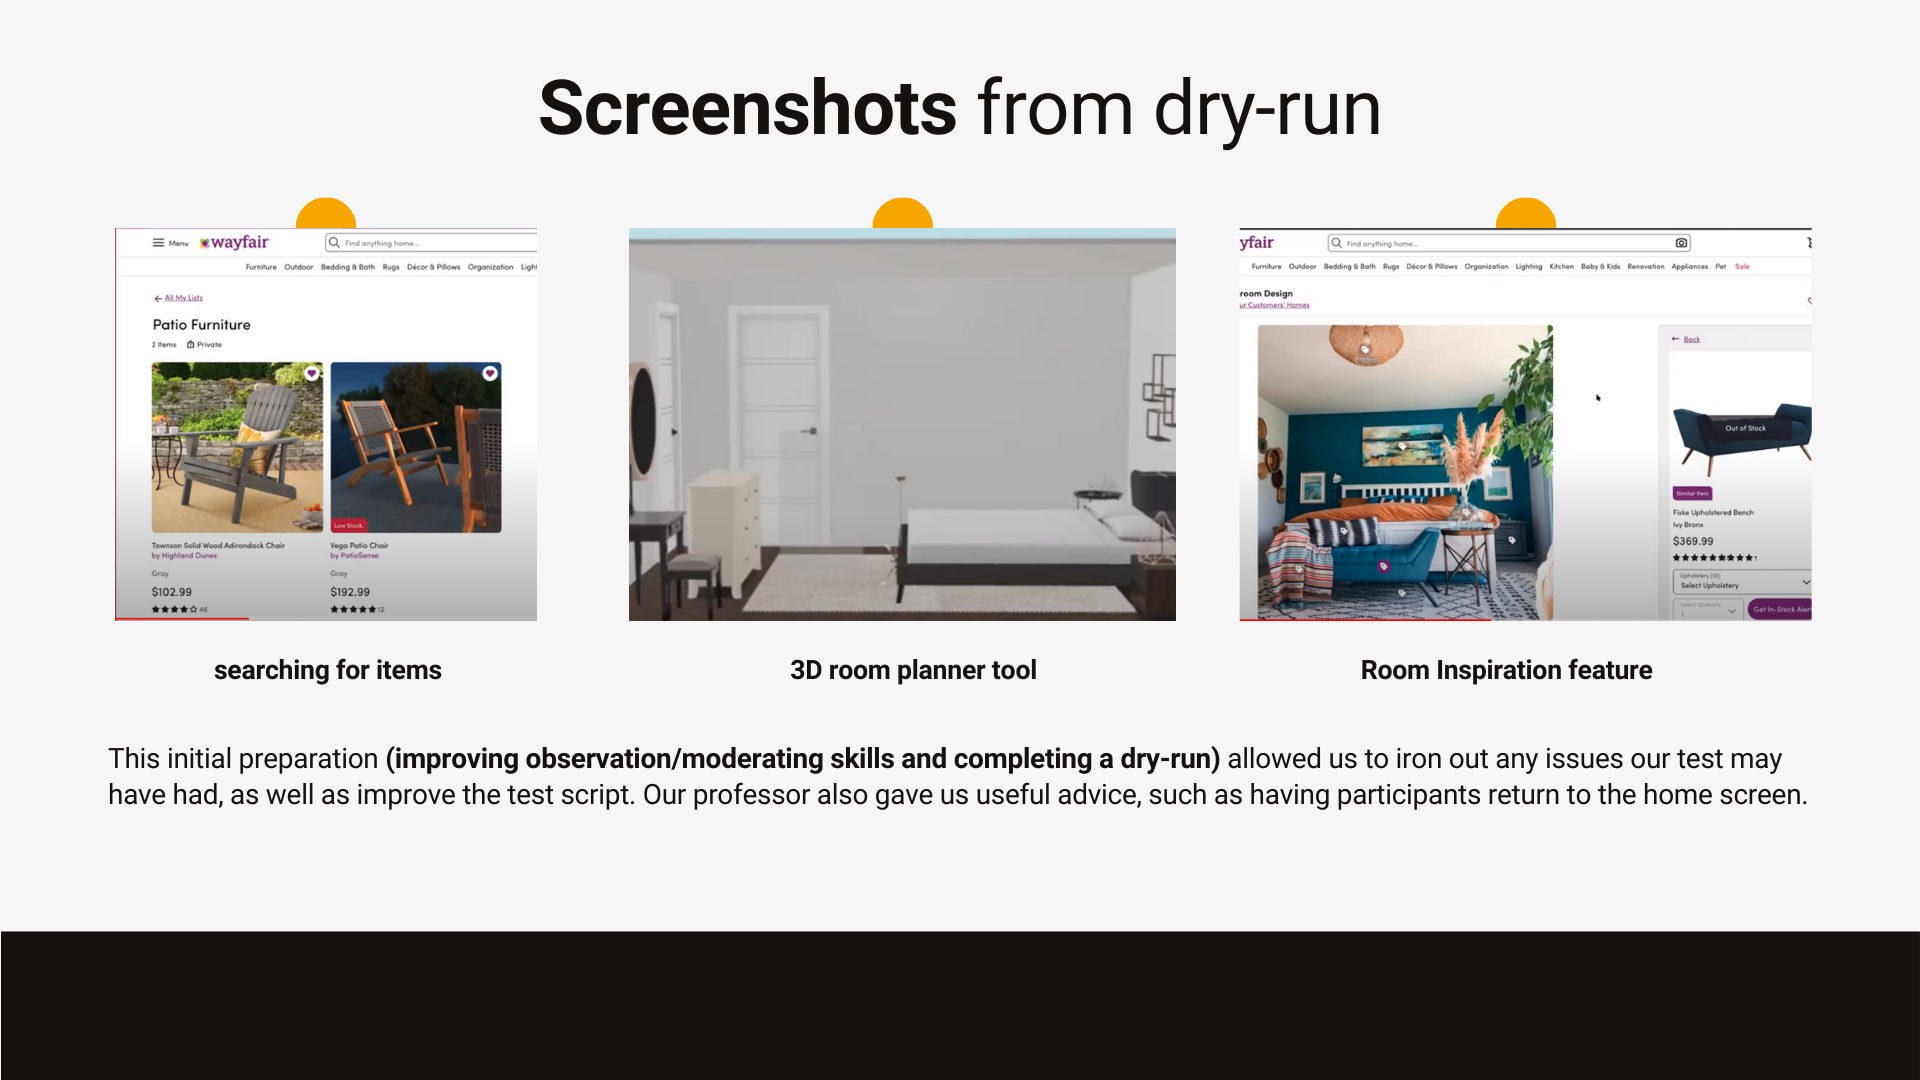 Screenshots from dry-run
Menu wayfair Find anything home...
Furniture Outdoor Bedding & Bath Rugs Décor & Pillows Organization Light
All My Lists
Patio Furniture
2 Items Private
Low Stock.
Townson Solid Wood Adirondack Chair
by Highland Dunes
Gray
$102.99
46
Vega Patio Chair
by PatioSense
Gray
$192.99
12
yfair Find anything home...
Furniture Outdoor Bedding & Bath Rugs Décor & Pillows Organization Lighting Kitchen Baby & Kids Renovation Appliances Pet Sale
room Design
ur Customers' Homes
Back
Out of Stock
Similar Item
Fiske Upholstered Bench
Ivy Bronx
$369.99
Upholstery (10)
Select Upholstery
Select Quantity
1
Get In-Stock Aler
searching for items
3D room planner tool
Room Inspiration feature
This initial preparation (improving observation/moderating skills and completing a dry-run) allowed us to iron out any issues our test may
have had, as well as improve the test script. Our professor also gave us useful advice, such as having participants return to the home screen.